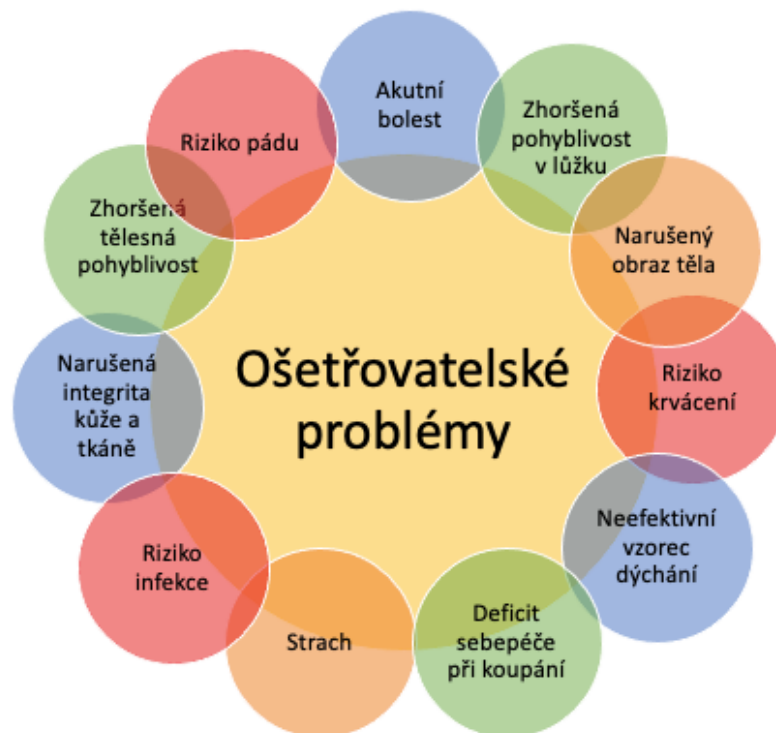 Akutní
bolest
Zhoršená
pohyblivost
v lůžku
Narušený
obraz těla
Riziko
krvácení
Neefektivní
vzorec
dýchání
Deficit
sebepéče
při koupání
Strach
Riziko
infekce
Narušená
integrita
kůže a
tkáně
Zhoršená
tělesná
pohyblivost
Riziko pádu
Ošetřovatelské
problémy